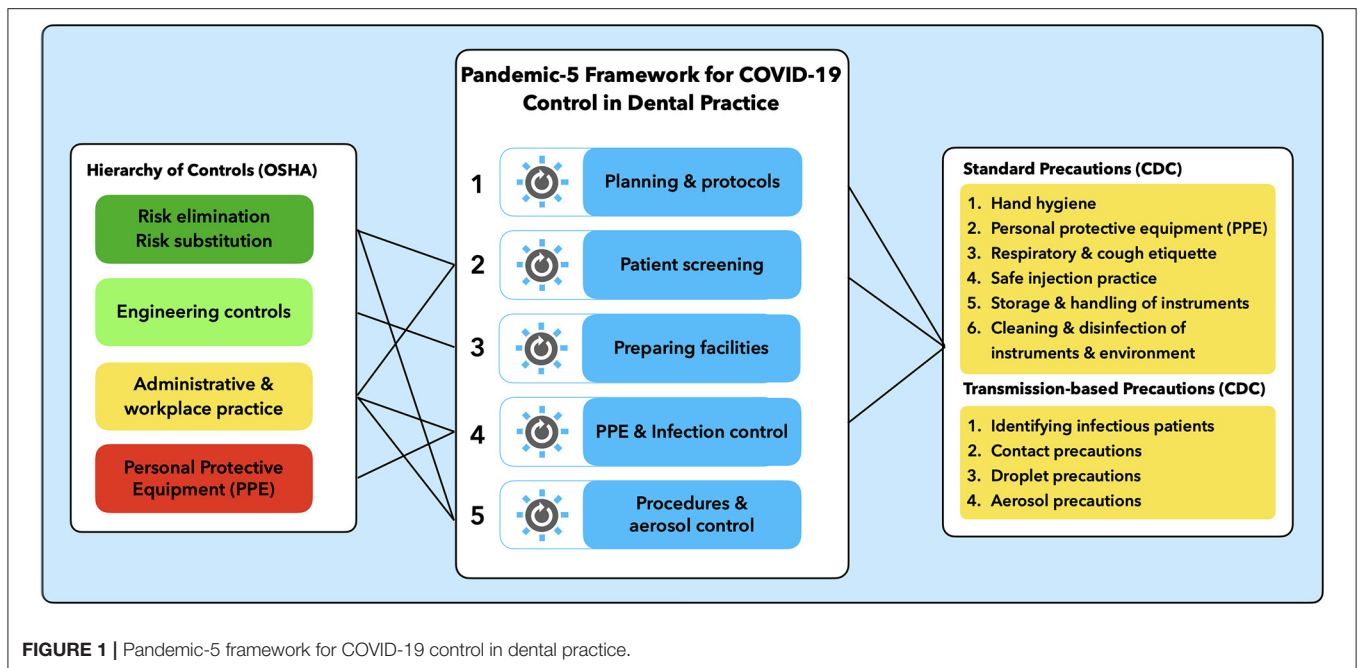 Pandemic-5 Framework for COVID-19
Control in Dental Practice
Hierarchy of Controls (OSHA)
Risk elimination
Risk substitution
Engineering controls
Administrative &
workplace practice
Personal Protective
Equipment (PPE)
1 Planning & protocols
2 Patient screening
3 Preparing facilities
4 PPE & Infection control
5 Procedures &
aerosol control
Standard Precautions (CDC)
1. Hand hygiene
2. Personal protective equipment (PPE)
3. Respiratory & cough etiquette
4. Safe injection practice
5. Storage & handling of instruments
6. Cleaning & disinfection of
instruments & environment
Transmission-based Precautions (CDC)
1. Identifying infectious patients
2. Contact precautions
3. Droplet precautions
4. Aerosol precautions
FIGURE 1 | Pandemic-5 framework for COVID-19 control in dental practice.